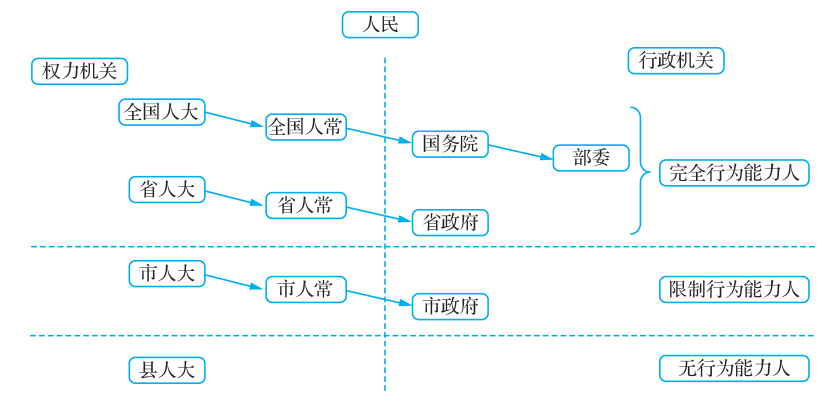 人民
权力机关
行政机关
全国人大
全国人常
国务院
部委
完全行为能力人
省人大
省人常
省政府
市人大
市人常
市政府
限制行为能力人
县人大
无行为能力人